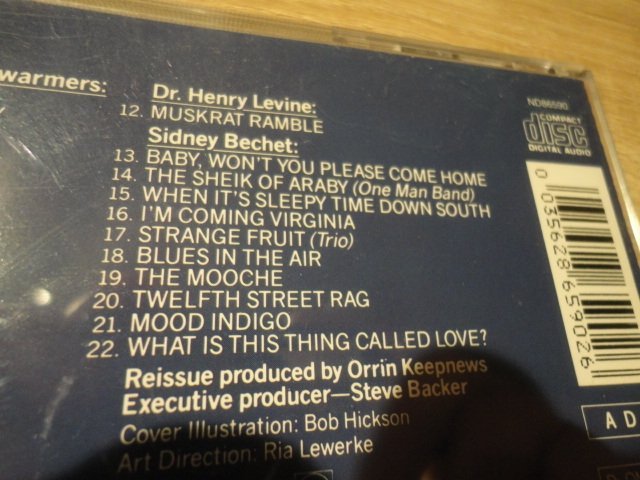 warmers:
Dr. Henry Levine:
12. MUSKRAT RAMBLE
Sidney Bechet:
13. BABY, WON'T YOU PLEASE COME HOME
14. THE SHEIK OF ARABY (One Man Band)
15. WHEN IT'S SLEEPY TIME DOWN SOUTH
16. I'M COMING VIRGINIA
17. STRANGE FRUIT (Trio)
18. BLUES IN THE AIR
19. THE MOOCHE
20. TWELFTH STREET RAG
21. MOOD INDIGO
22. WHAT IS THIS THING CALLED LOVE?
Reissue produced by Orrin Keepnews
Executive producer—Steve Backer
Cover Illustration: Bob Hickson
Art Direction: Ria Lewerke
ND86590
COMPACT
disc
DIGITAL AUDIO
0 035628 659026
A D